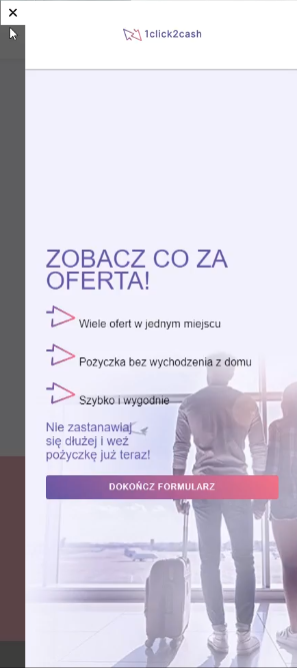 1click2cash
ZOBACZ CO ZA
OFERTA!
Wiele ofert w jednym miejscu
Pożyczka bez wychodzenia z domu
Szybko i wygodnie
Nie zastanawiaj
się dłużej i weź
pożyczkę już teraz!
DOKOŃCZ FORMULARZ